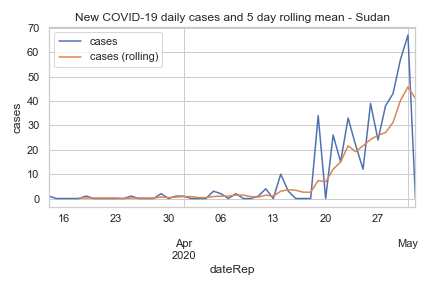 New COVID-19 daily cases and 5 day rolling mean - Sudan
cases
cases (rolling)
cases
70
60
50
40
30
20
10
0
16 23 30 06 13 20 27
Apr May
2020
dateRep